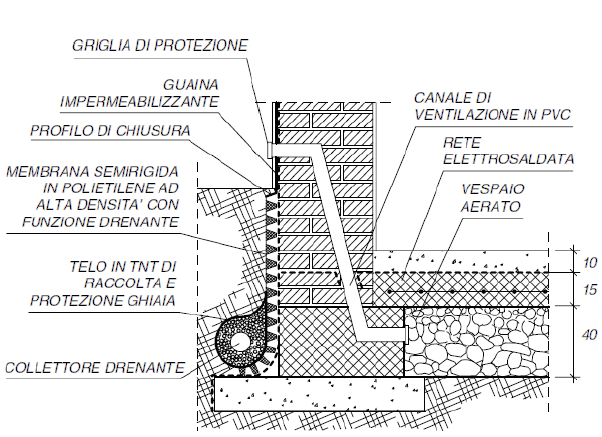 GRIGLIA DI PROTEZIONE
GUAINA
IMPERMEABILIZZANTE
PROFILO DI CHIUSURA
MEMBRANA SEMIRIGIDA
IN POLIETILENE AD
ALTA DENSITA' CON
FUNZIONE DRENANTE
TELO IN TNT DI
RACCOLTA E
PROTEZIONE GHIAIA
COLLETTORE DRENANTE
CANALE DI
VENTILAZIONE IN PVC
RETE
ELETTROSALDATA
VESPAIO
AERATO
10
15
40